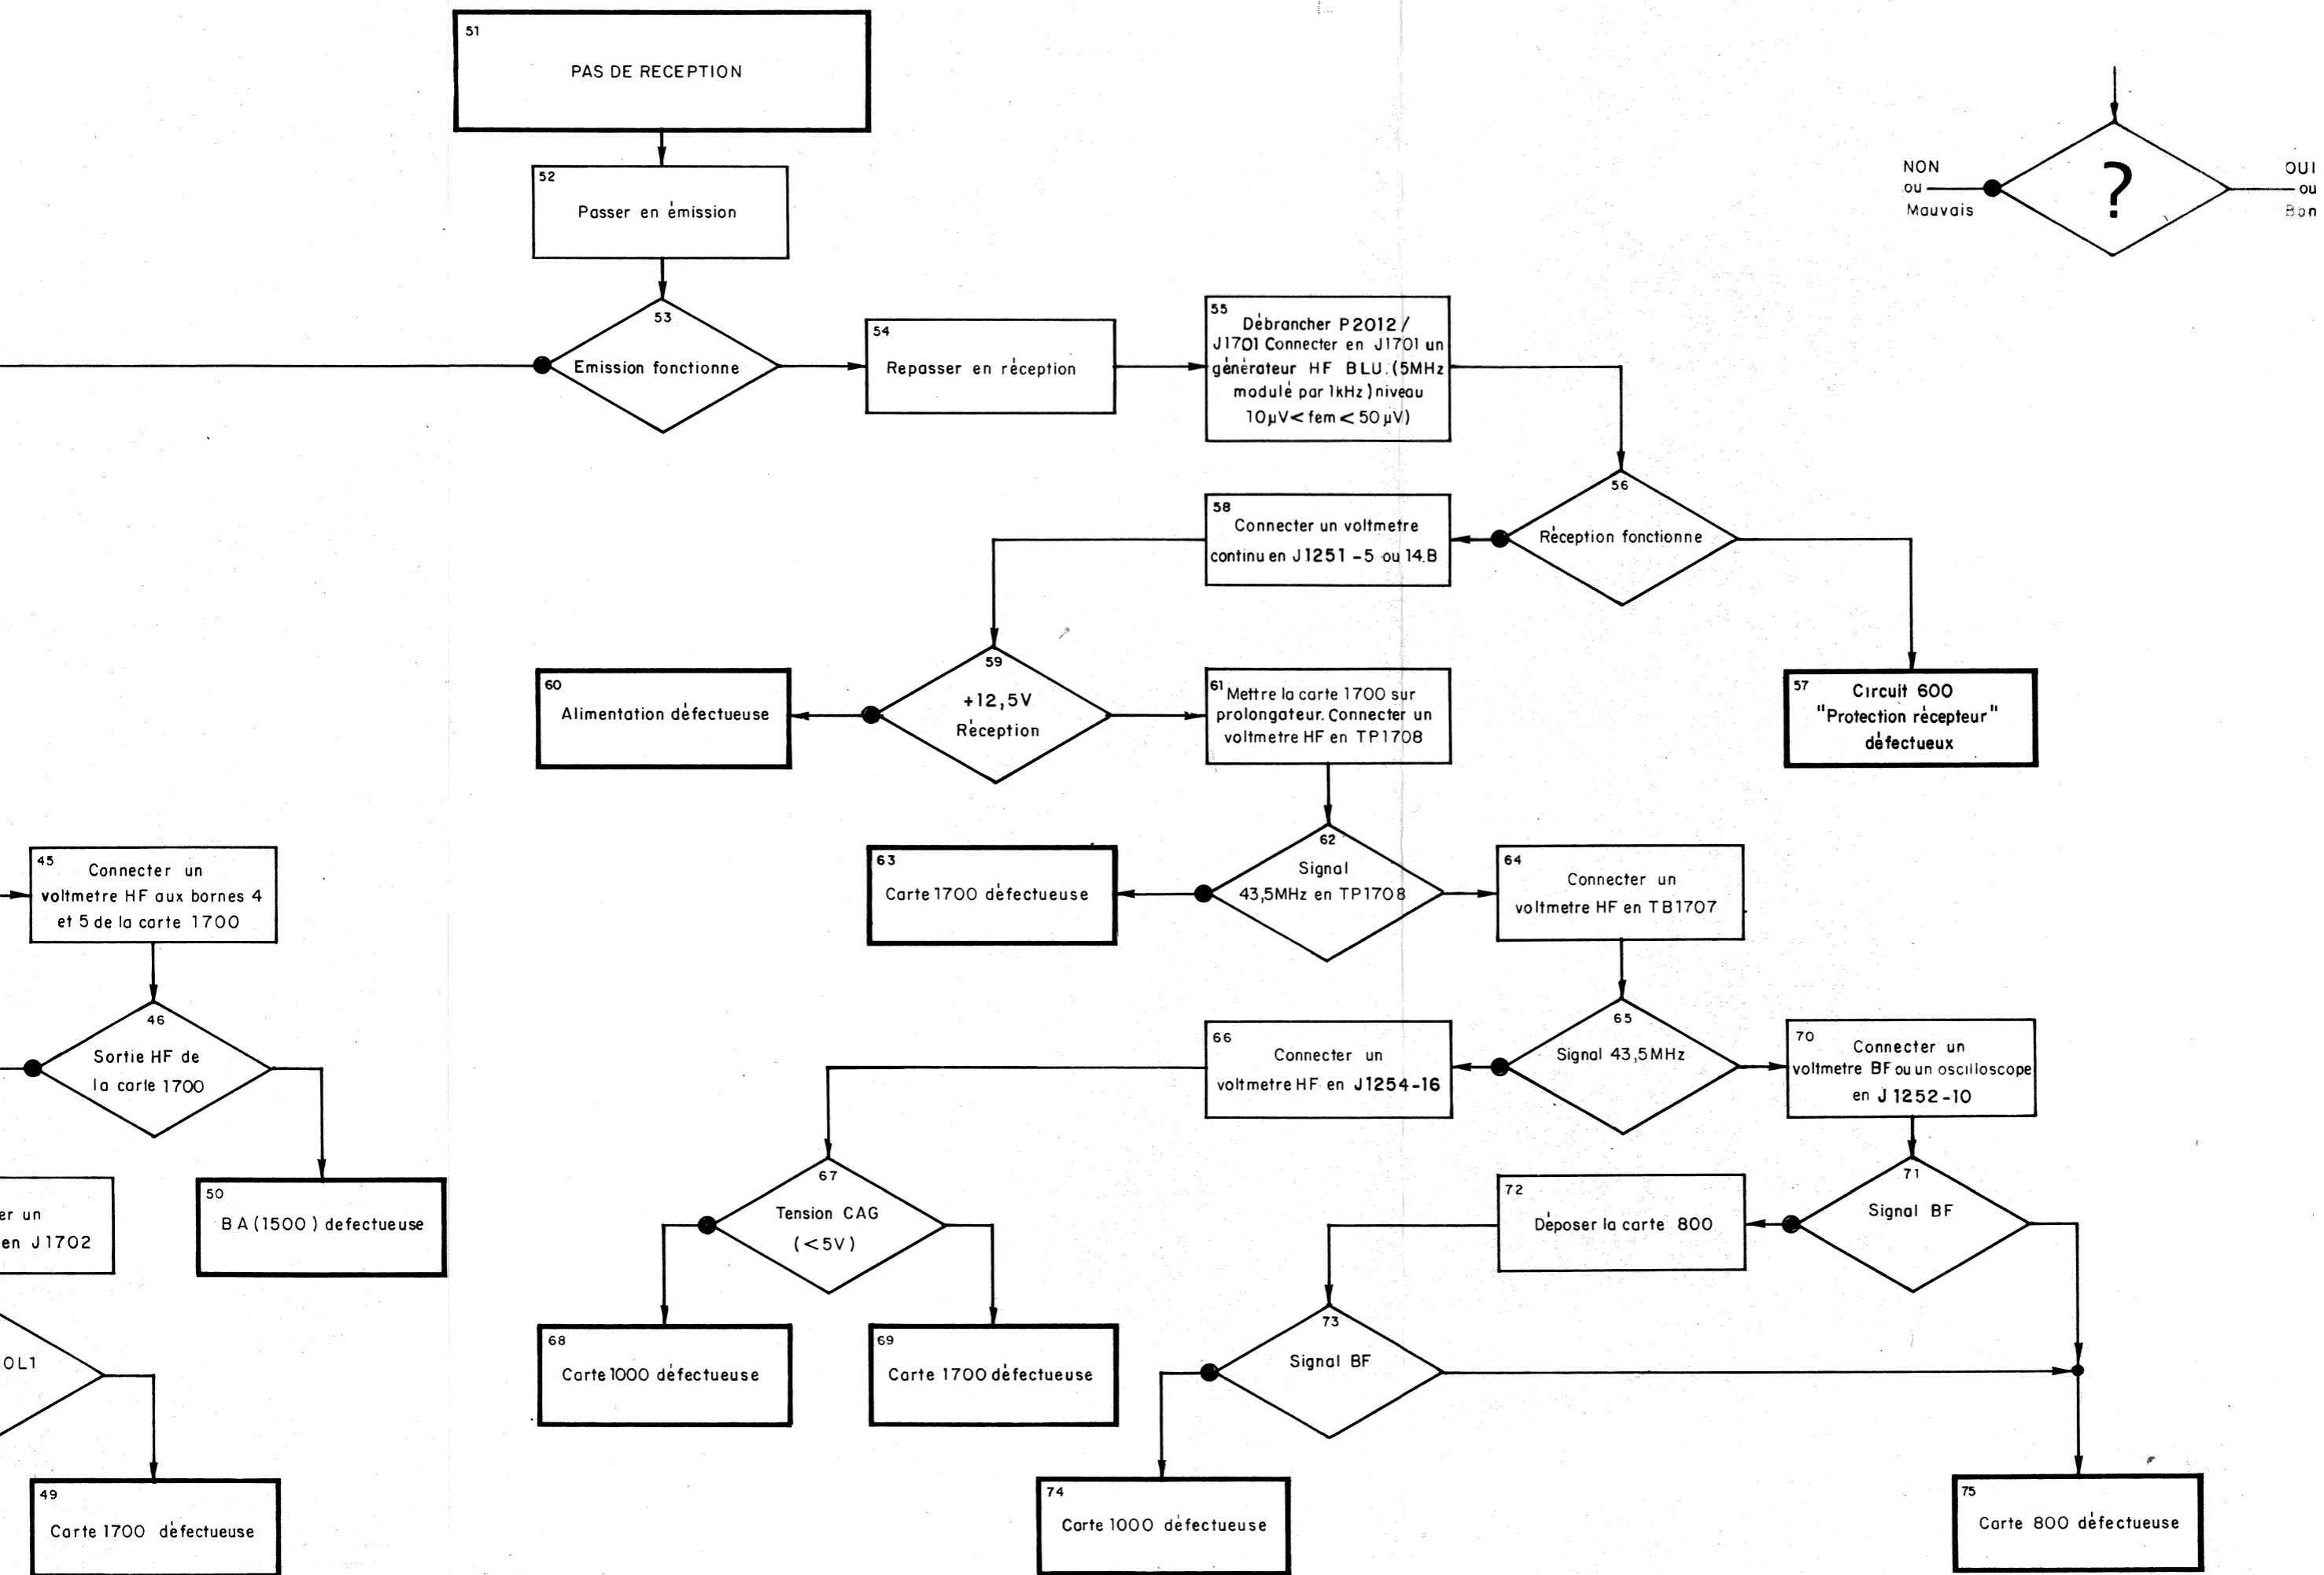 51
PAS DE RECEPTION
52
Passer en émission
NON
ou
Mauvais
?
OUI
ou
Bon
53
Emission fonctionne
54
Repasser en réception
55
Débrancher P2012/
J1701 Connecter en J1701 un
générateur HF BLU.(5MHz
modulé par 1kHz) niveau
10µV< fem < 50 µV)
56
Réception fonctionne
58
Connecter un voltmetre
continu en J1251 -5 ou 14.B
57
Circuit 600
"Protection récepteur"
défectueux
59
+12,5V
Réception
60
Alimentation défectueuse
61
Mettre la carte 1700 sur
prolongateur. Connecter un
voltmetre HF en TP1708
62
Signal
43,5MHz en TP1708
63
Carte 1700 défectueuse
64
Connecter un
voltmetre HF en TB1707
45
Connecter un
voltmetre HF aux bornes 4
et 5 de la carte 1700
46
Sortie HF de
la carte 1700
50
BA (1500) defectueuse
er un
en J1702
OL1
49
Carte 1700 défectueuse
65
Signal 43,5MHz
66
Connecter un
voltmetre HF en J1254-16
70
Connecter un
voltmetre BF ou un oscilloscope
en J1252-10
67
Tension CAG
(<5V)
68
Carte 1000 défectueuse
69
Carte 1700 défectueuse
71
Signal BF
72
Déposer la carte 800
73
Signal BF
74
Carte 1000 défectueuse
75
Carte 800 défectueuse